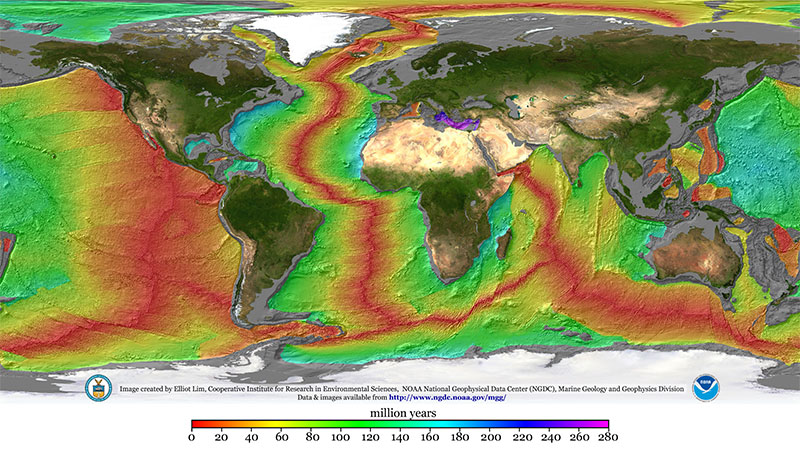 Image created by Elliot Lim, Cooperative Institute for Research in Environmental Sciences, NOAA National Geophysical Data Center (NGDC), Marine Geology and Geophysics Division
Data & images available from http://www.ngdc.noaa.gov/mgg/
noaa
million years
0 20 40 60 80 100 120 140 160 180 200 220 240 260 280